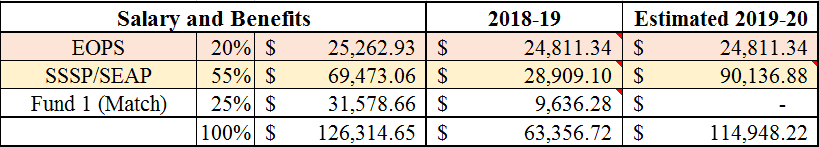 Salary and Benefits 2018-19 Estimated 2019-20
EOPS 20% $ 25,262.93 $ 24,811.34 $ 24,811.34
SSSP/SEAP 55% $ 69,473.06 $ 28,909.10 $ 90,136.88
Fund 1 (Match) 25% $ 31,578.66 $ 9,636.28 $ -
100% $ 126,314.65 $ 63,356.72 $ 114,948.22